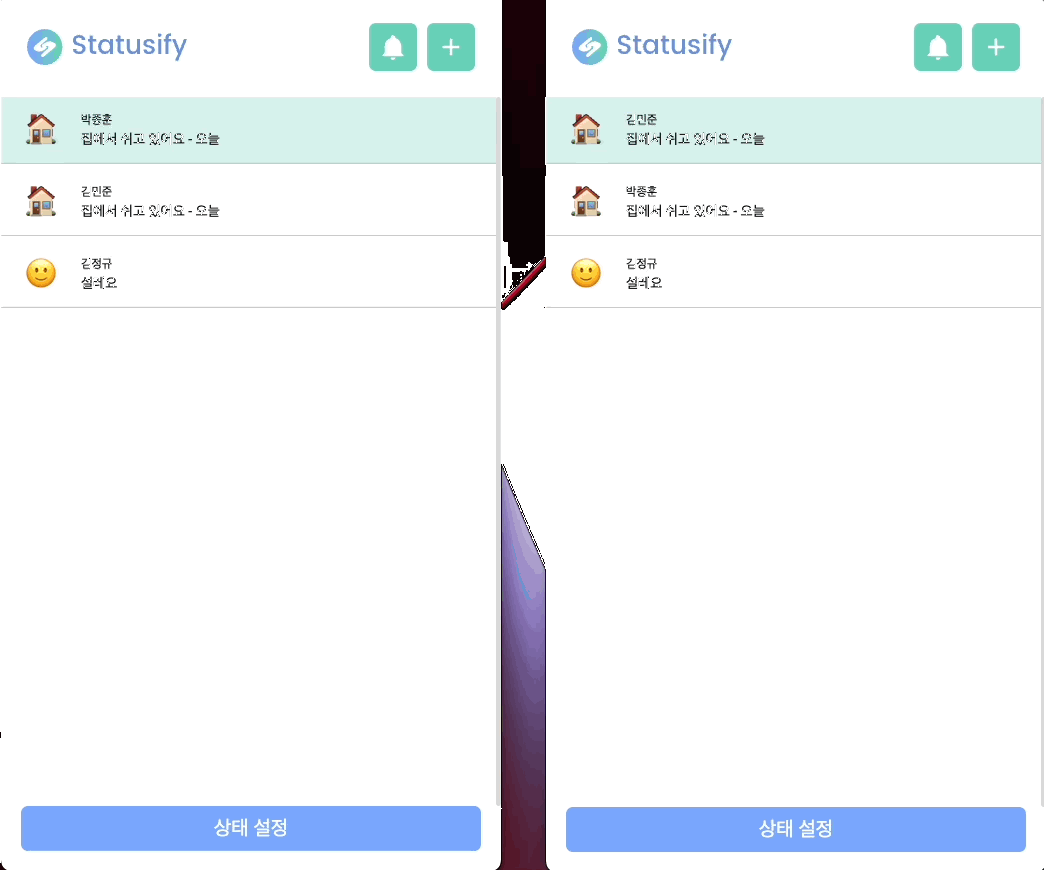 Statusify
박종훈
집에서 쉬고 있어요 - 오늘
김민준
집에서 쉬고 있어요 - 오늘
김정규
설레요
상태 설정
Statusify
김민준
집에서 쉬고 있어요 - 오늘
박종훈
집에서 쉬고 있어요 - 오늘
김정규
설레요
상태 설정